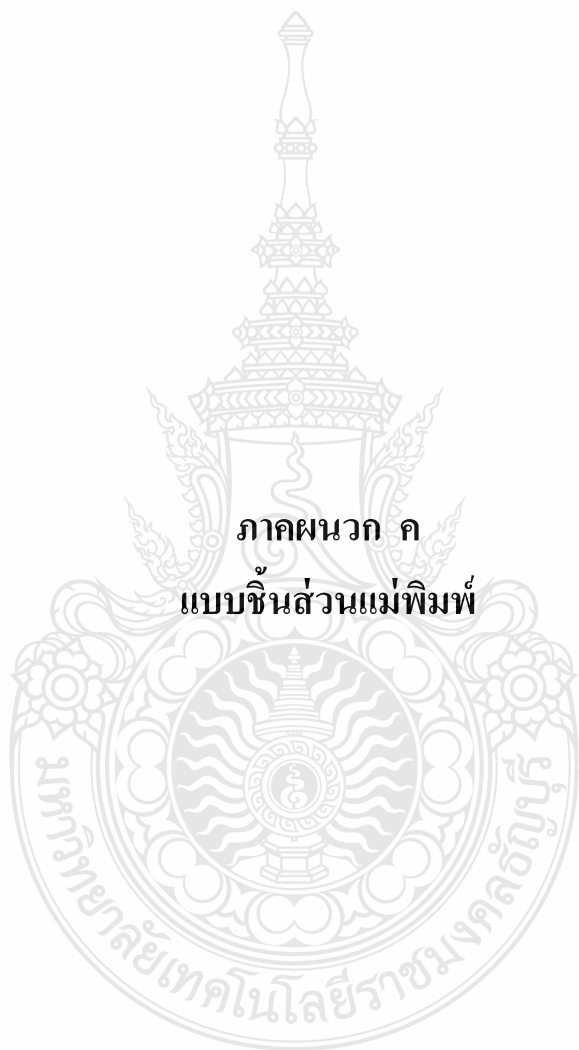 ภาคผนวก ค
แบบชิ้นส่วนแม่พิมพ์
มหาวิทยาลัยเทคโนโลยีราชมงคลธัญบุรี